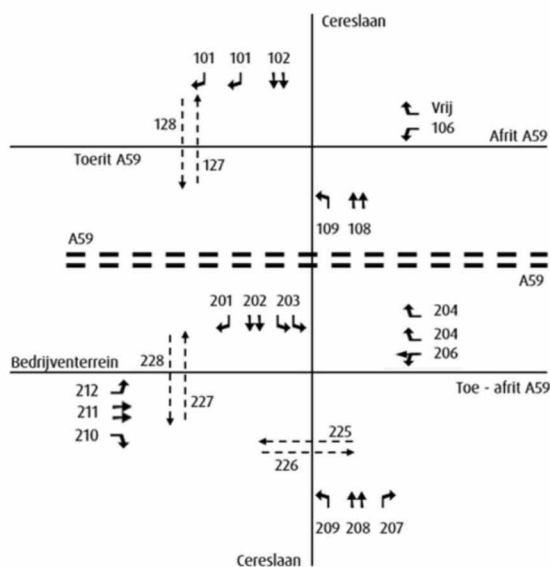 Cereslaan
101 101 102
Vrij
128
106
Afrit A59
Toerit A59
127
109 108
A59
A59
201 202 203
204
204
Bedrijventerrein
228
206
212
Toe - afrit A59
227
211
210
225
226
209 208 207
Cereslaan